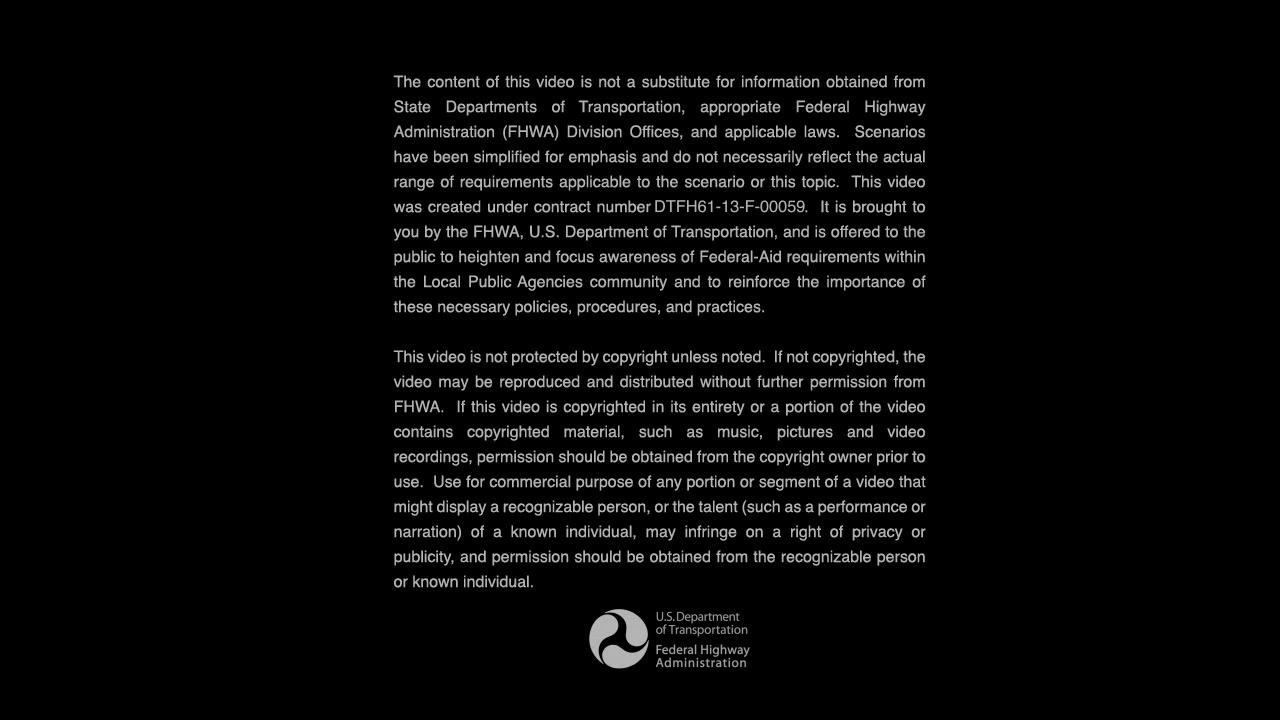 The content of this video is not a substitute for information obtained from
State Departments of Transportation, appropriate Federal Highway
Administration (FHWA) Division Offices, and applicable laws. Scenarios
have been simplified for emphasis and do not necessarily reflect the actual
range of requirements applicable to the scenario or this topic. This video
was created under contract number DTFH61-13-F-00059. It is brought to
you by the FHWA, U.S. Department of Transportation, and is offered to the
public to heighten and focus awareness of Federal-Aid requirements within
the Local Public Agencies community and to reinforce the importance of
these necessary policies, procedures, and practices.
This video is not protected by copyright unless noted. If not copyrighted, the
video may be reproduced and distributed without further permission from
FHWA. If this video is copyrighted in its entirety or a portion of the video
contains copyrighted material, such as music, pictures and video
recordings, permission should be obtained from the copyright owner prior to
use. Use for commercial purpose of any portion or segment of a video that
might display a recognizable person, or the talent (such as a performance or
narration) of a known individual, may infringe on a right of privacy or
publicity, and permission should be obtained from the recognizable person
or known individual.
U.S. Department
of Transportation
Federal Highway
Administration